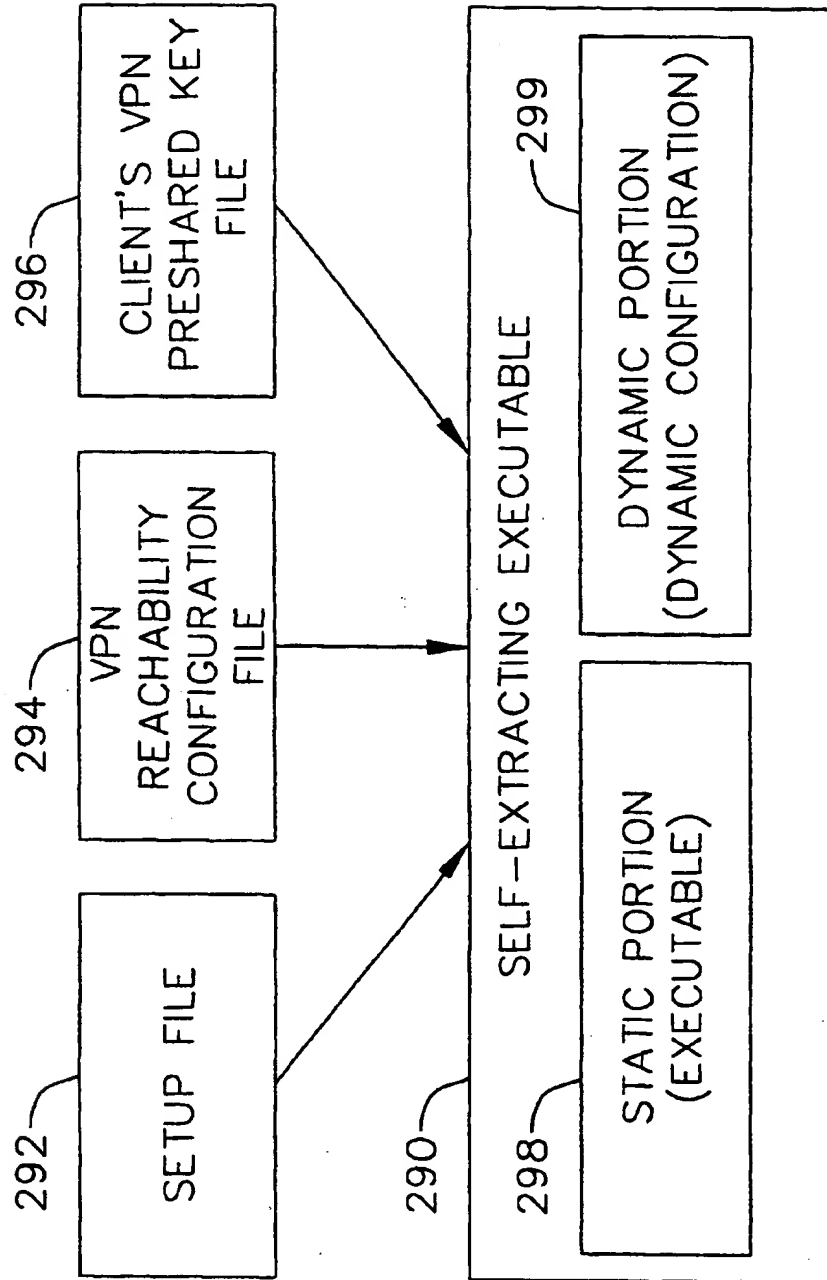 292
SETUP FILE
294
VPN
REACHABILITY
CONFIGURATION
FILE
296
CLIENT'S VPN
PRESHARED KEY
FILE
290
SELF-EXTRACTING EXECUTABLE
298
STATIC PORTION
(EXECUTABLE)
299
DYNAMIC PORTION
(DYNAMIC CONFIGURATION)